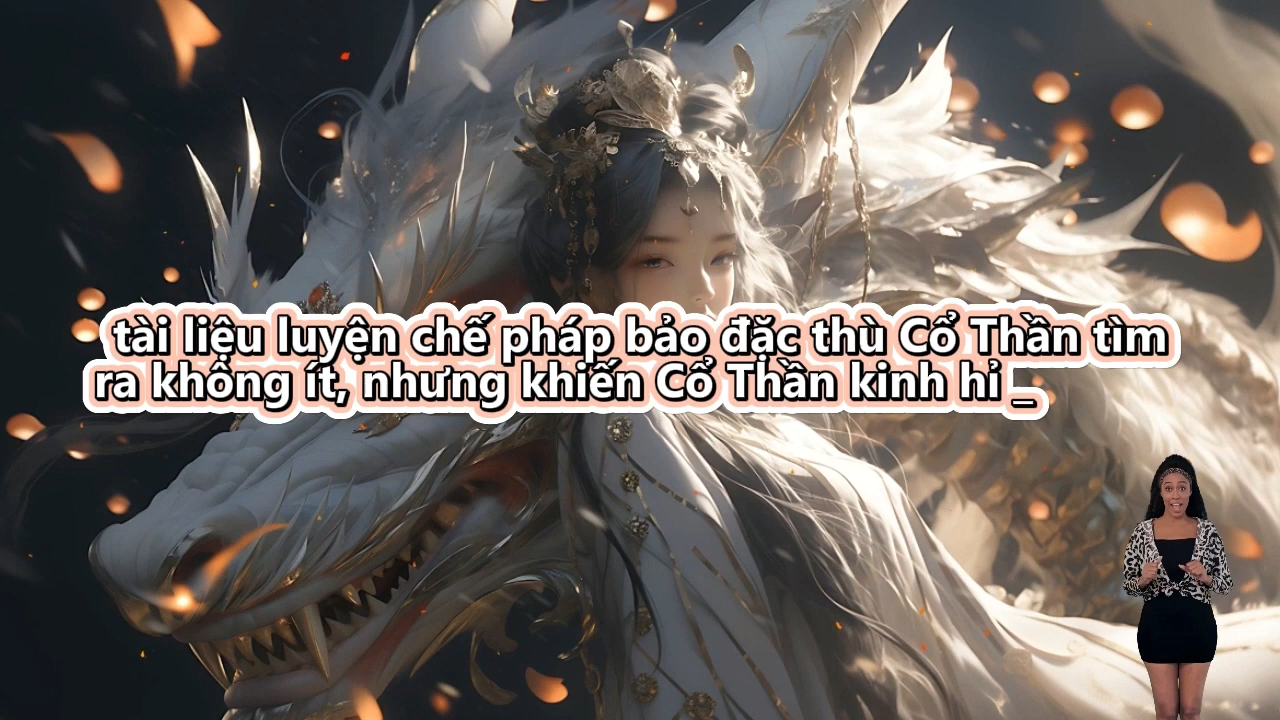 tài liệu luyện chế pháp bảo đặc thù Cổ Thần tìm
ra không ít, nhưng khiến Cổ Thần kinh hỉ _